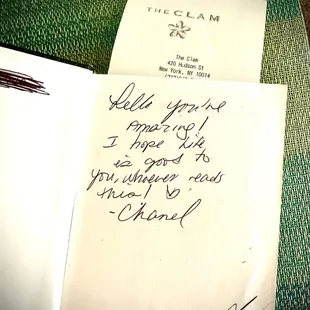 THE CLAM
The Clam
420 Hudson St
New York, NY 10014
Hello you're
amazing!
I hope life
is good to
you, whoever reads
this! ♡
-Chanel